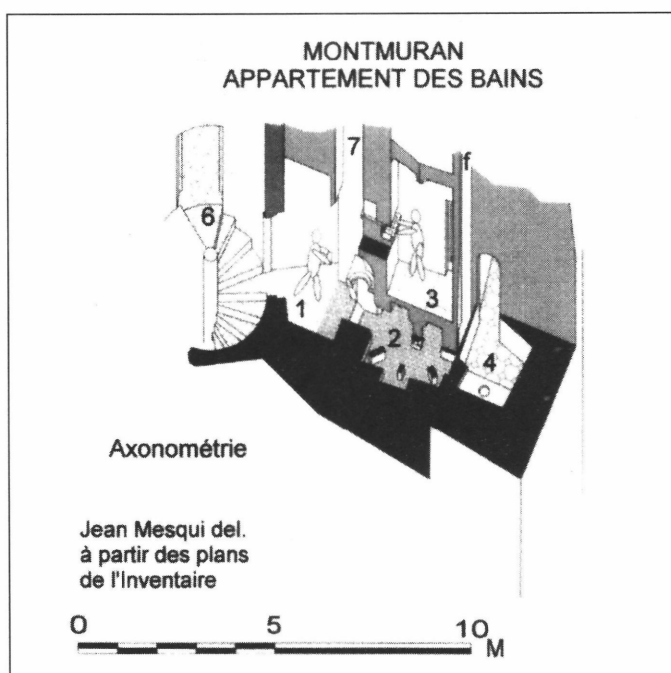 MONTMURAN
APPARTEMENT DES BAINS
7
f
6
3
1
2
4
Axonométrie
Jean Mesqui del.
à partir des plans
de l'Inventaire
0 5 10
M